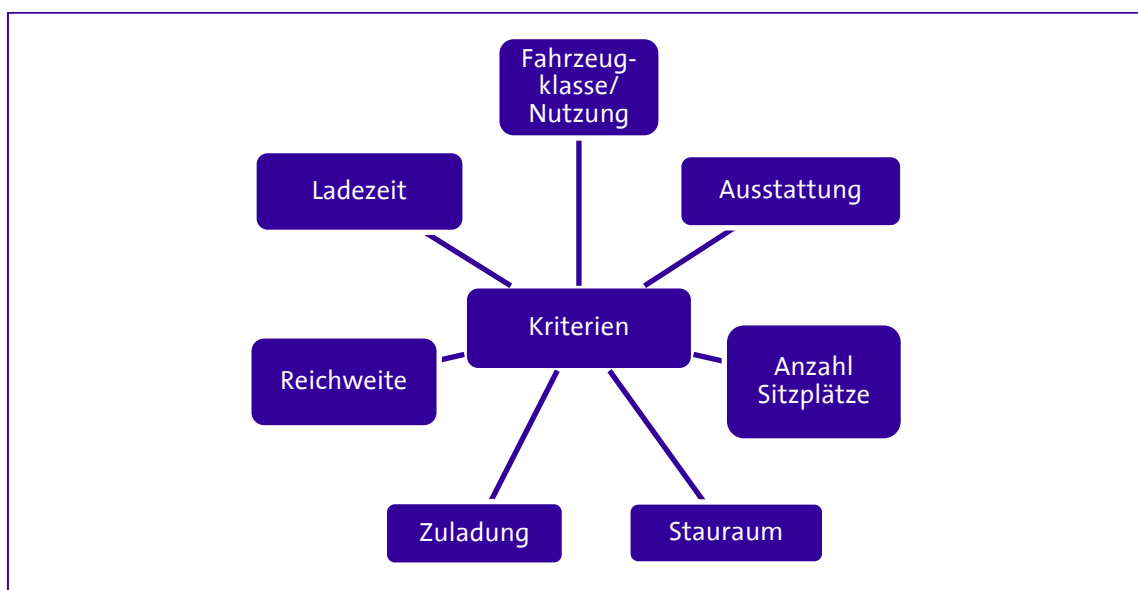 Fahrzeug-
klasse/
Nutzung
Ladezeit
Ausstattung
Kriterien
Reichweite
Anzahl
Sitzplätze
Zuladung
Stauraum